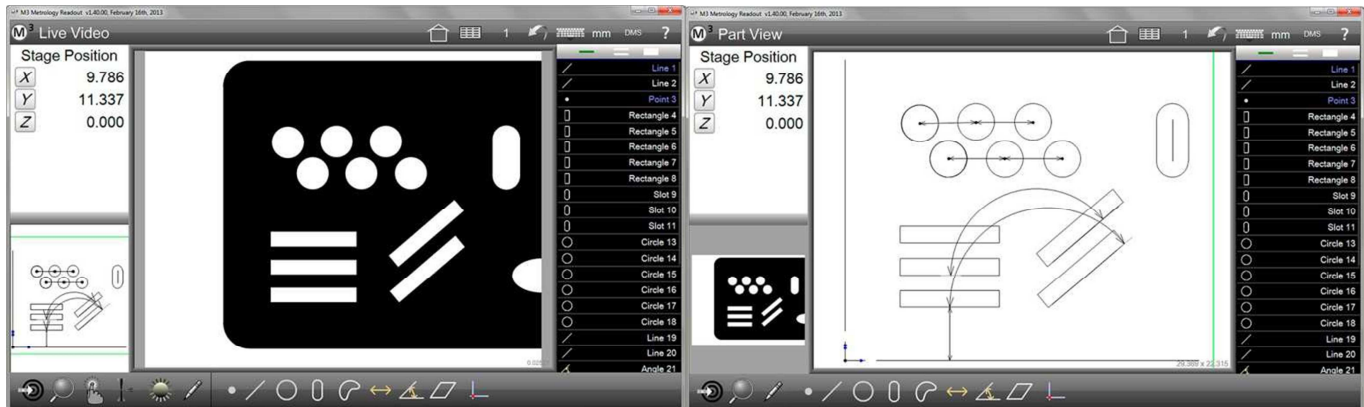 M3 Metrology Readout v1.40.00, February 16th, 2013
M3 Live Video
1
mm
DMS
?
Stage Position
X 9.786
Y 11.337
Z 0.000
Line 1
Line 2
Point 3
Rectangle 4
Rectangle 5
Rectangle 6
Rectangle 7
Rectangle 8
Slot 9
Slot 10
Slot 11
Circle 13
Circle 14
Circle 15
Circle 16
Circle 17
Circle 18
Line 19
Line 20
Angle 21
M3 Metrology Readout v1.40.00, February 16th, 2013
M3 Part View
1
mm
DMS
?
Stage Position
X 9.786
Y 11.337
Z 0.000
Line 1
Line 2
Point 3
Rectangle 4
Rectangle 5
Rectangle 6
Rectangle 7
Rectangle 8
Slot 9
Slot 10
Slot 11
Circle 13
Circle 14
Circle 15
Circle 16
Circle 17
Circle 18
Line 19
Line 20
Angle 21